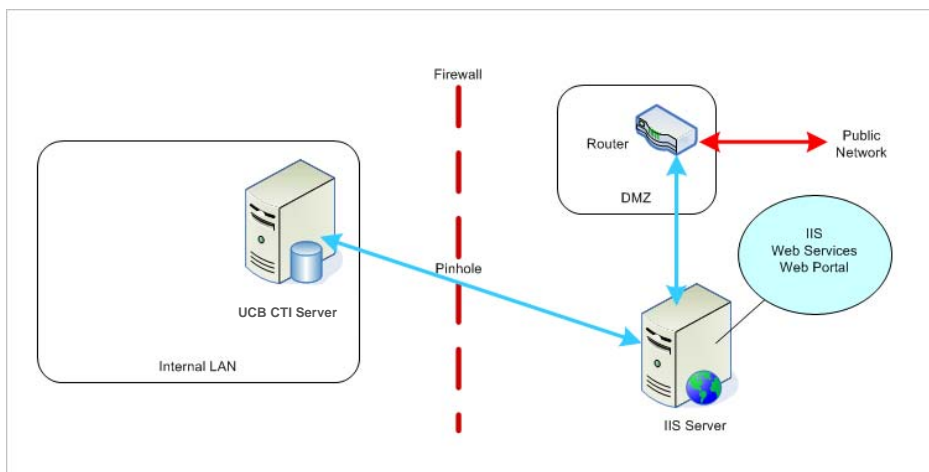 Firewall
Router
Public
Network
DMZ
IIS
Web Services
Web Portal
Pinhole
UCB CTI Server
Internal LAN
IIS Server